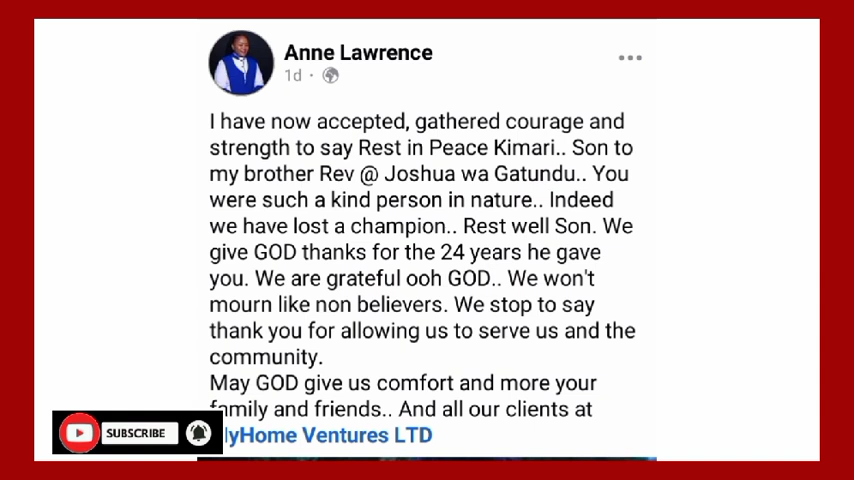 Anne Lawrence
1d ·
I have now accepted, gathered courage and
strength to say Rest in Peace Kimari.. Son to
my brother Rev @ Joshua wa Gatundu.. You
were such a kind person in nature.. Indeed
we have lost a champion.. Rest well Son. We
give GOD thanks for the 24 years he gave
you. We are grateful ooh GOD.. We won't
mourn like non believers. We stop to say
thank you for allowing us to serve us and the
community.
May GOD give us comfort and more your
family and friends.. And all our clients at
yHome Ventures LTD
SUBSCRIBE